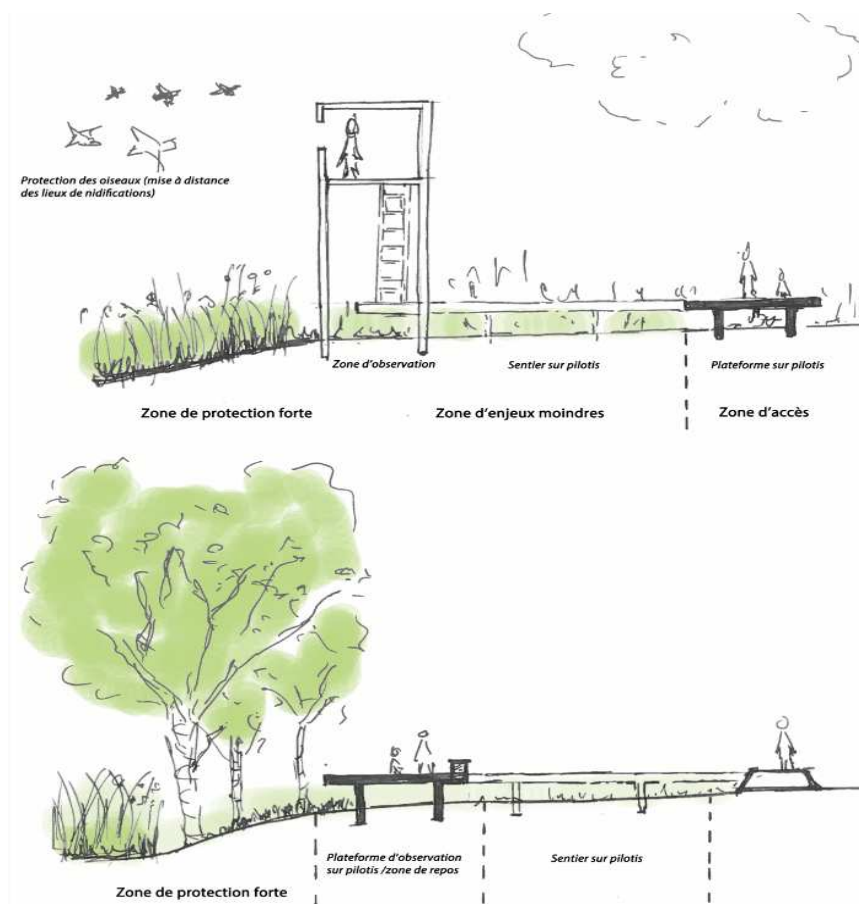 Protection des oiseaux (mise à distance
des lieux de nidifications)
Zone d'observation
Sentier sur pilotis
Plateforme sur pilotis
Zone de protection forte
Zone d'enjeux moindres
Zone d'accès
Plateforme d'observation
sur pilotis /zone de repos
Sentier sur pilotis
Zone de protection forte